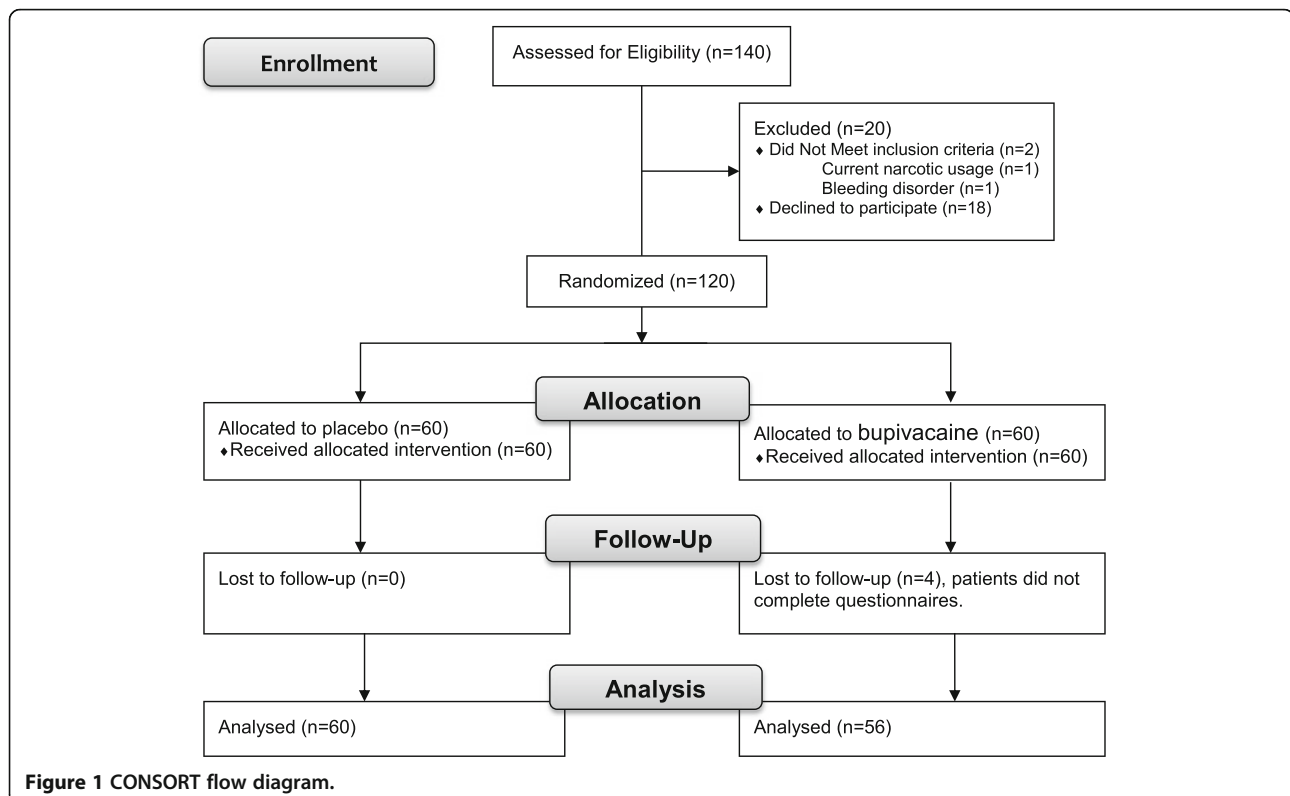 Enrollment
Assessed for Eligibility (n=140)
Excluded (n=20)
♦ Did Not Meet inclusion criteria (n=2)
Current narcotic usage (n=1)
Bleeding disorder (n=1)
♦ Declined to participate (n=18)
Randomized (n=120)
Allocation
Allocated to placebo (n=60)
♦Received allocated intervention (n=60)
Allocated to bupivacaine (n=60)
♦Received allocated intervention (n=60)
Follow-Up
Lost to follow-up (n=0)
Lost to follow-up (n=4), patients did not
complete questionnaires.
Analysis
Analysed (n=60)
Analysed (n=56)
Figure 1 CONSORT flow diagram.